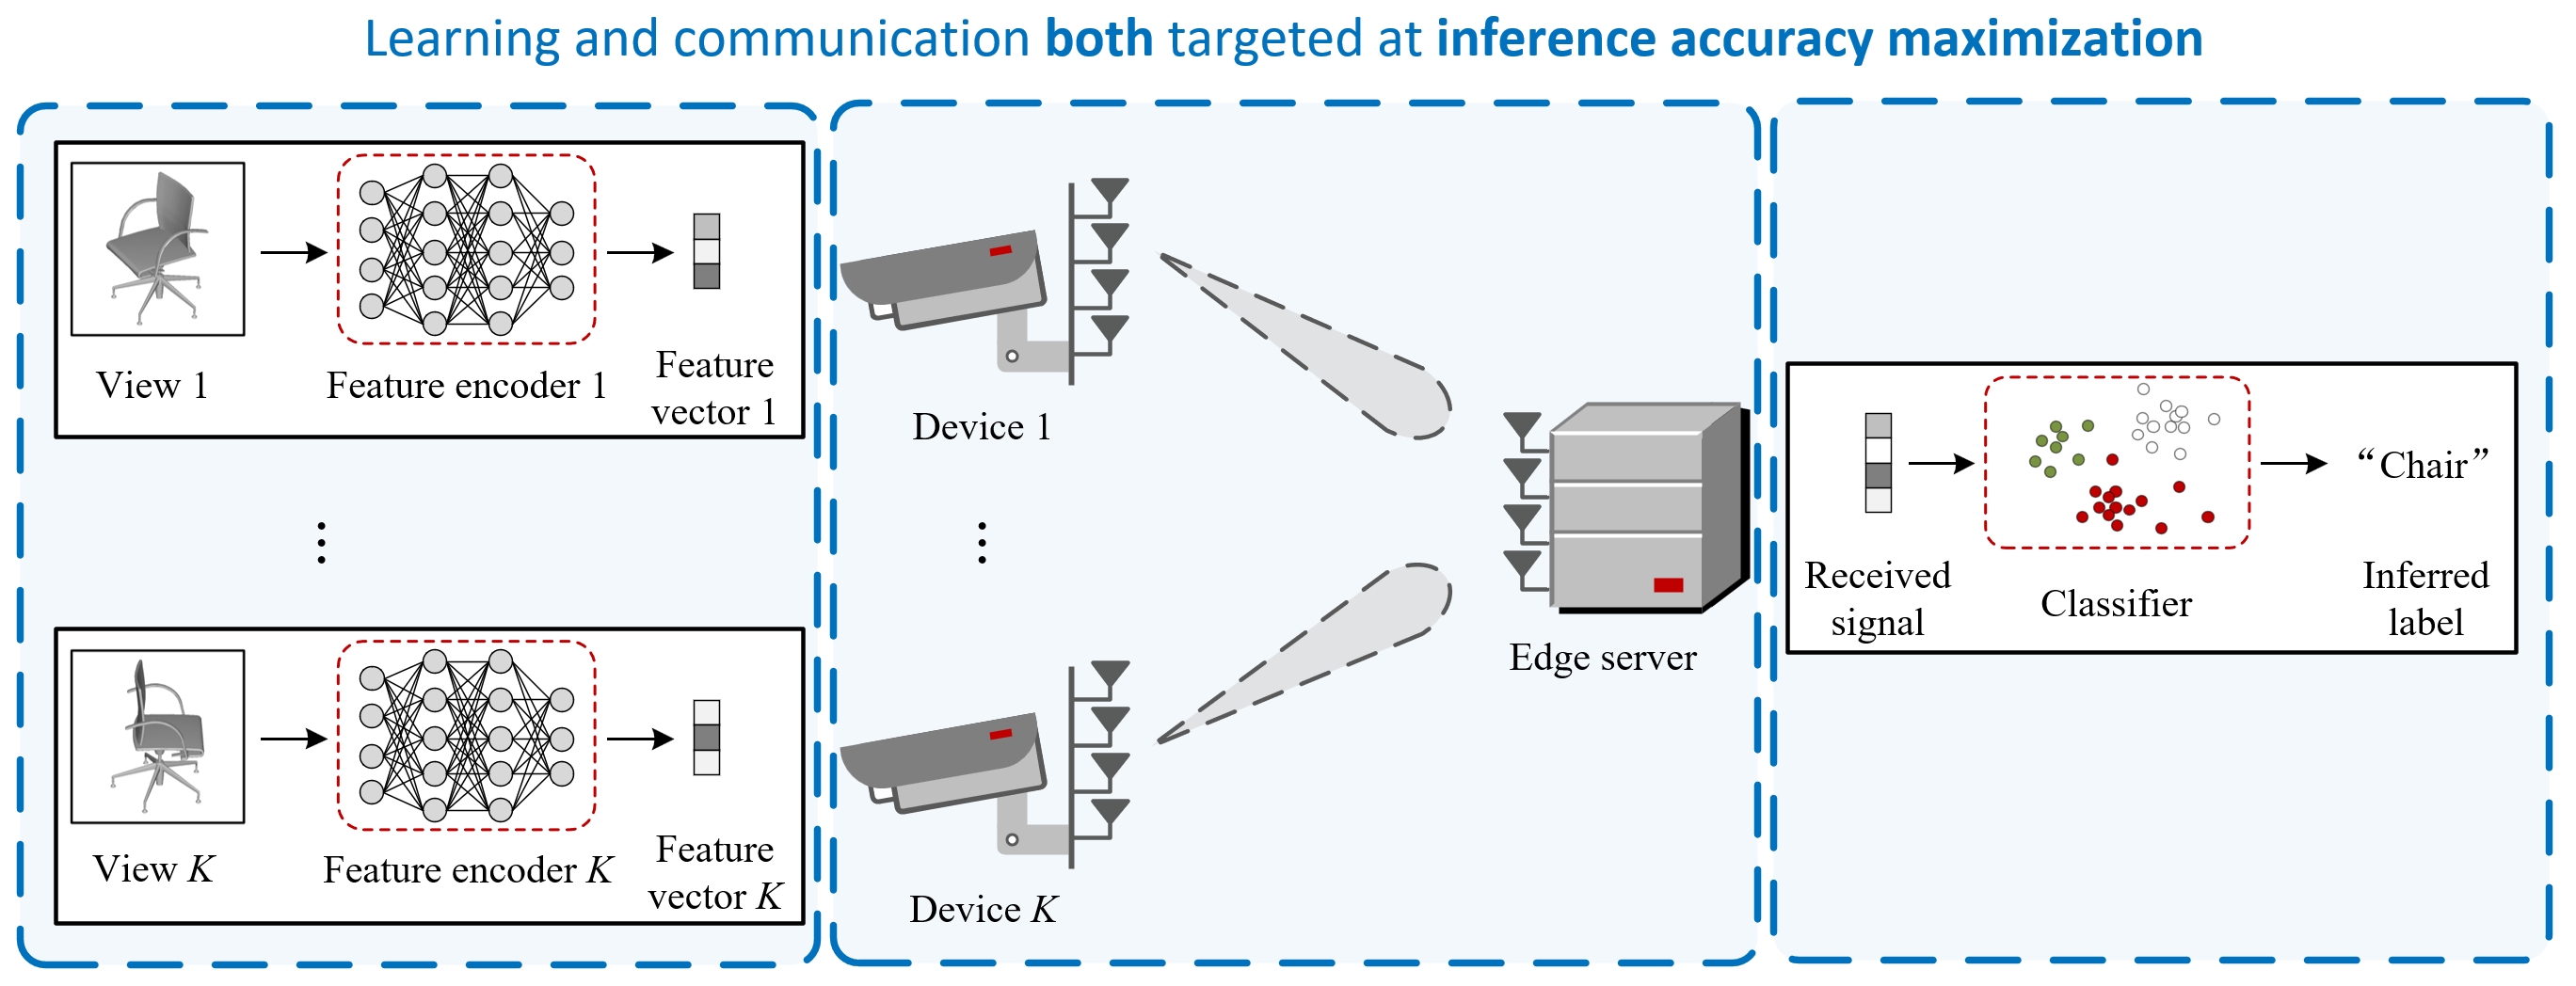 Learning and communication both targeted at inference accuracy maximization
View 1
Feature encoder 1
Feature
vector 1
View K
Feature encoder K
Feature
vector K
Device 1
Device K
Edge server
Received
signal
Classifier
“Chair”
Inferred
label